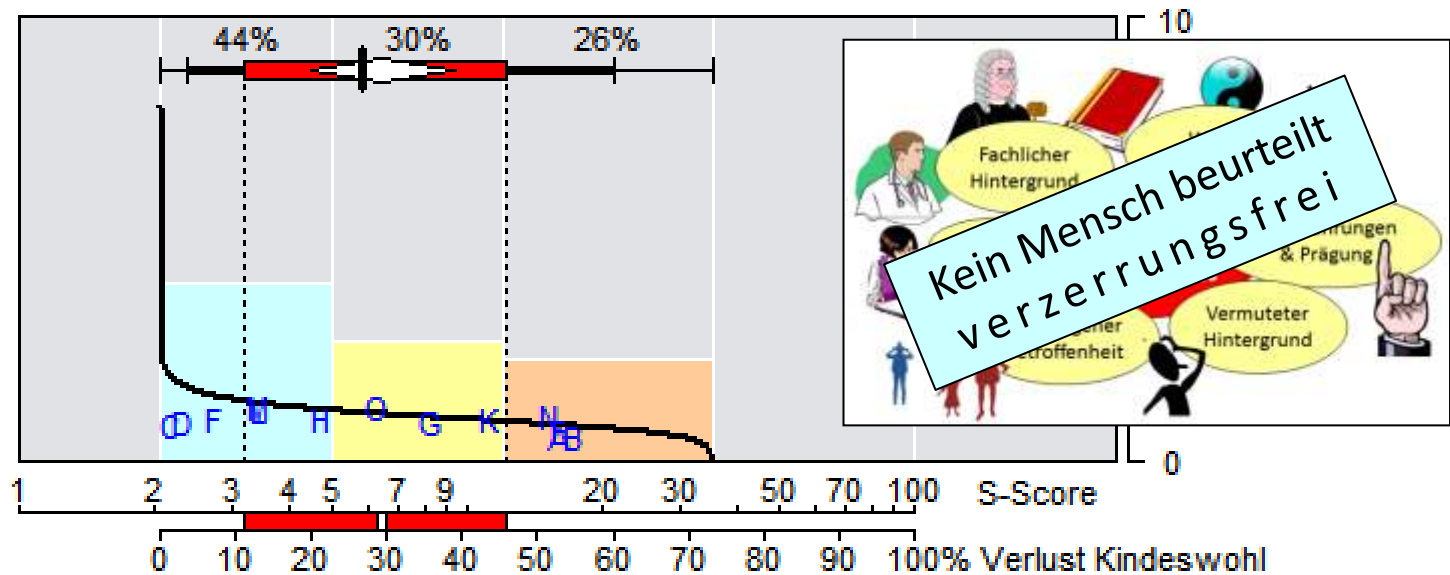 10
44% 30% 26%
Fachlicher
Hintergrund
Kein Mensch beurteilt
verzerrungsfrei
& Prägung
Vermuteter
Hintergrund
D F H O G K N B
0
1 2 3 4 5 7 9 20 30 50 70 100 S-Score
0 10 20 30 40 50 60 70 80 90 100% Verlust Kindeswohl